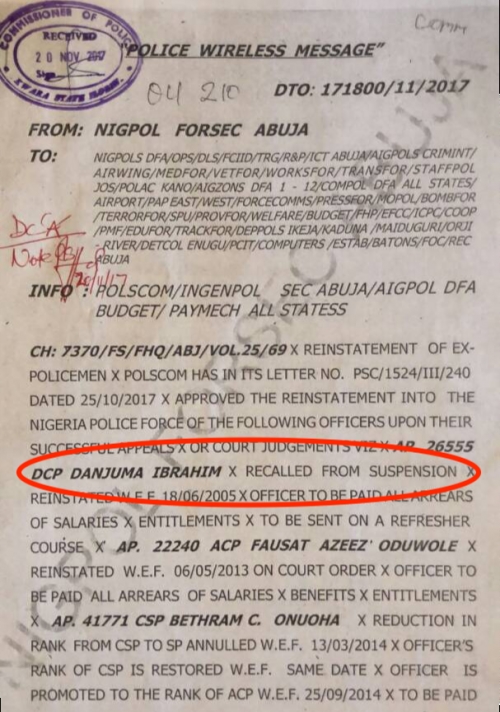 COMMISSIONER OF POLICE
RECEIVED
20 NOV 2017
Sign
KWARA STATE
Comm
"POLICE WIRELESS MESSAGE"
04 210
DTO: 171800/11/2017
FROM: NIGPOL FORSEC ABUJA
TO:
NIGPOLS DFA/OPS/DLS/FCIID/TRG/R&P/ICT ABUJA/AIGPOLS CRIMINT/
AIRWING/MEDFOR/VETFOR/WORKSFOR/TRANSFOR/STAFFPOL
JOS/POLAC KANO/AIGZONS DFA 1 - 12/COMPOL DFA ALL STATES/
AIRPORT/PAP EAST/WEST/FORCECOMMS/PRESSFOR/MOPOL/BOMBFOR
/TERRORFOR/SPU/PROVFOR/WELFARE/BUDGET/FHP/EFCC/ICPC/COOP
/PMF/EDUFOR/TRACKFOR/DEPPOLS IKEJA/KADUNA /MAIDUGURI/ORJI
-RIVER/DETCOL ENUGU/PCIT/COMPUTERS /ESTAB/BATONS/FOC/REC
ABUJA
DCA
Note
20/11/17
INFO : POLSCOM/INGENPOL SEC ABUJA/AIGPOL DFA
BUDGET/ PAYMECH ALL STATESS
CH: 7370/FS/FHQ/ABJ/VOL.25/69 X REINSTATEMENT OF EX-
POLICEMEN X POLSCOM HAS IN ITS LETTER NO. PSC/1524/III/240
DATED 25/10/2017 X APPROVED THE REINSTATEMENT INTO THE
NIGERIA POLICE FORCE OF THE FOLLOWING OFFICERS UPON THEIR
SUCCESSFUL APPEALS X OR COURT JUDGEMENTS VIZ X AP. 26555
DCP DANJUMA IBRAHIM X RECALLED FROM SUSPENSION X
REINSTATED W.E.F. 18/06/2005 X OFFICER TO BE PAID ALL ARREARS
OF SALARIES X ENTITLEMENTS X TO BE SENT ON A REFRESHER
COURSE X AP. 22240 ACP FAUSAT AZEEZ' ODUWOLE X
REINSTATED W.E.F. 06/05/2013 ON COURT ORDER X OFFICER TO
BE PAID ALL ARREARS OF SALARIES X BENEFITS X ENTITLEMENTS
X AP. 41771 CSP BETHRAM C. ONUOHA X REDUCTION IN
RANK FROM CSP TO SP ANNULLED W.E.F. 13/03/2014 X OFFICER'S
RANK OF CSP IS RESTORED W.E.F. SAME DATE X OFFICER IS
PROMOTED TO THE RANK OF ACP W.E.F. 25/09/2014 X TO BE PAID
NIGPOL FORSEC ABUJA